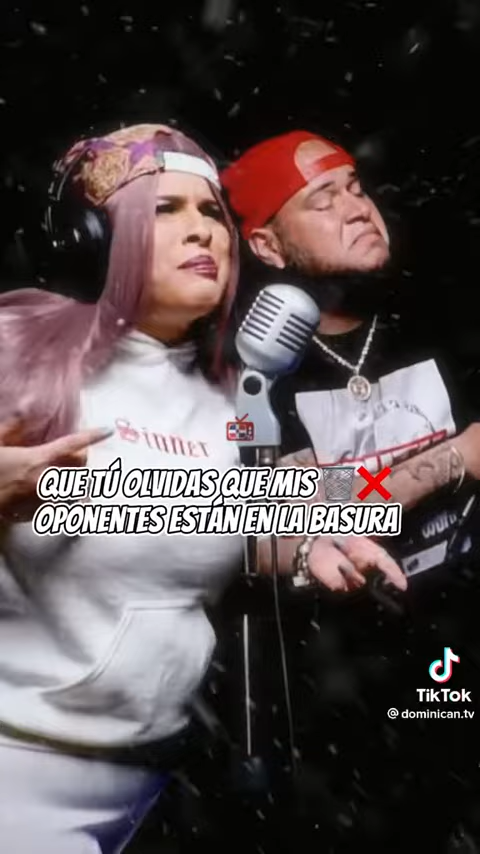 Sinner
QUE TÚ OLVIDAS QUE MIS
OPONENTES ESTÁN EN LA BASURA
TikTok
@ dominican.tv